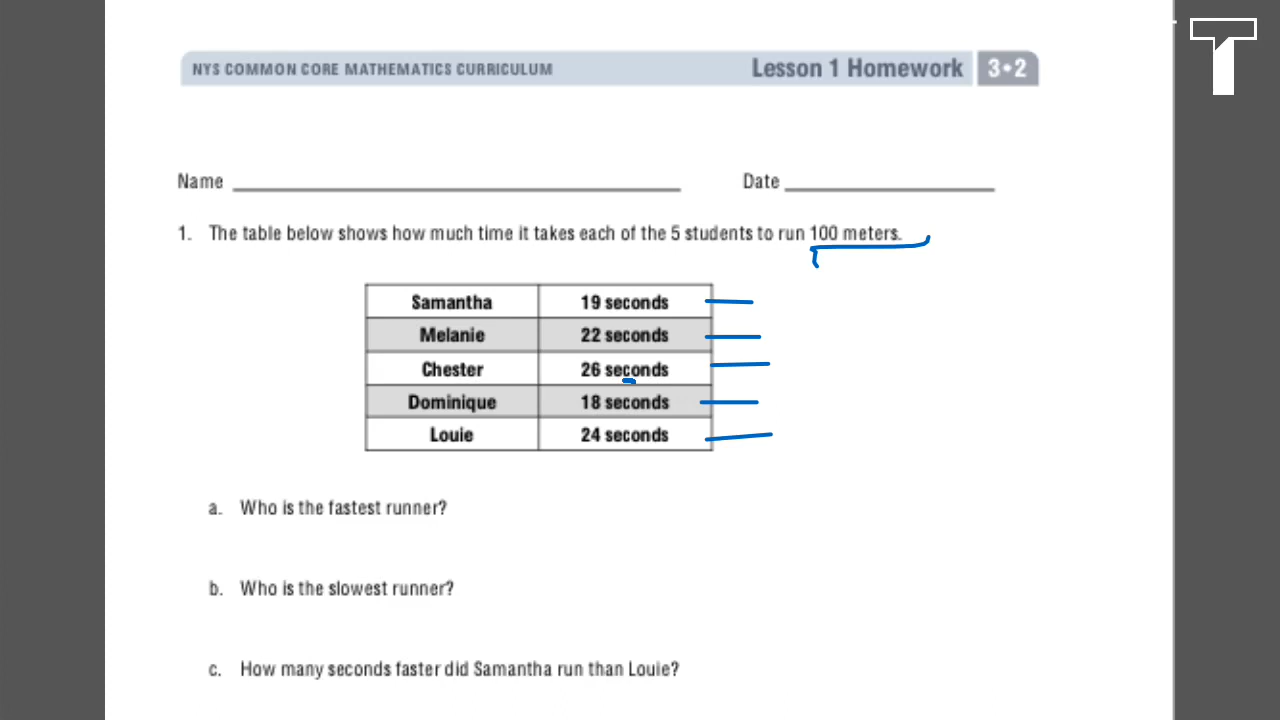 NYS COMMON CORE MATHEMATICS CURRICULUM Lesson 1 Homework 3•2
T
Name Date
1. The table below shows how much time it takes each of the 5 students to run 100 meters.
Samantha 19 seconds
Melanie 22 seconds
Chester 26 seconds
Dominique 18 seconds
Louie 24 seconds
a. Who is the fastest runner?
b. Who is the slowest runner?
c. How many seconds faster did Samantha run than Louie?